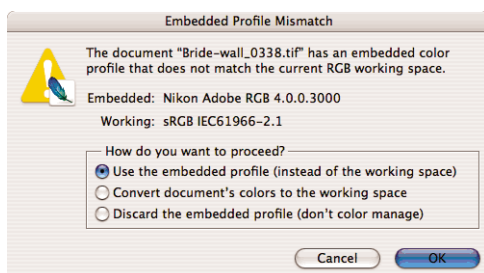 Embedded Profile Mismatch
The document "Bride-wall_0338.tif" has an embedded color
profile that does not match the current RGB working space.
Embedded: Nikon Adobe RGB 4.0.0.3000
Working: sRGB IEC61966-2.1
How do you want to proceed?
Use the embedded profile (instead of the working space)
Convert document's colors to the working space
Discard the embedded profile (don't color manage)
Cancel OK